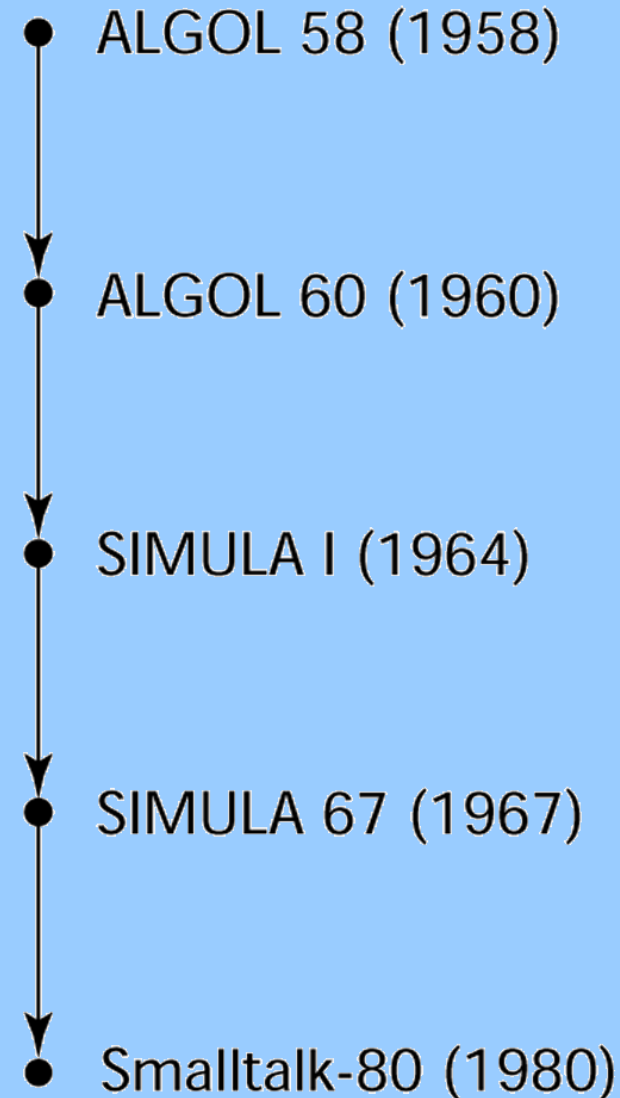 ALGOL 58 (1958)
ALGOL 60 (1960)
SIMULA I (1964)
SIMULA 67 (1967)
Smalltalk-80 (1980)